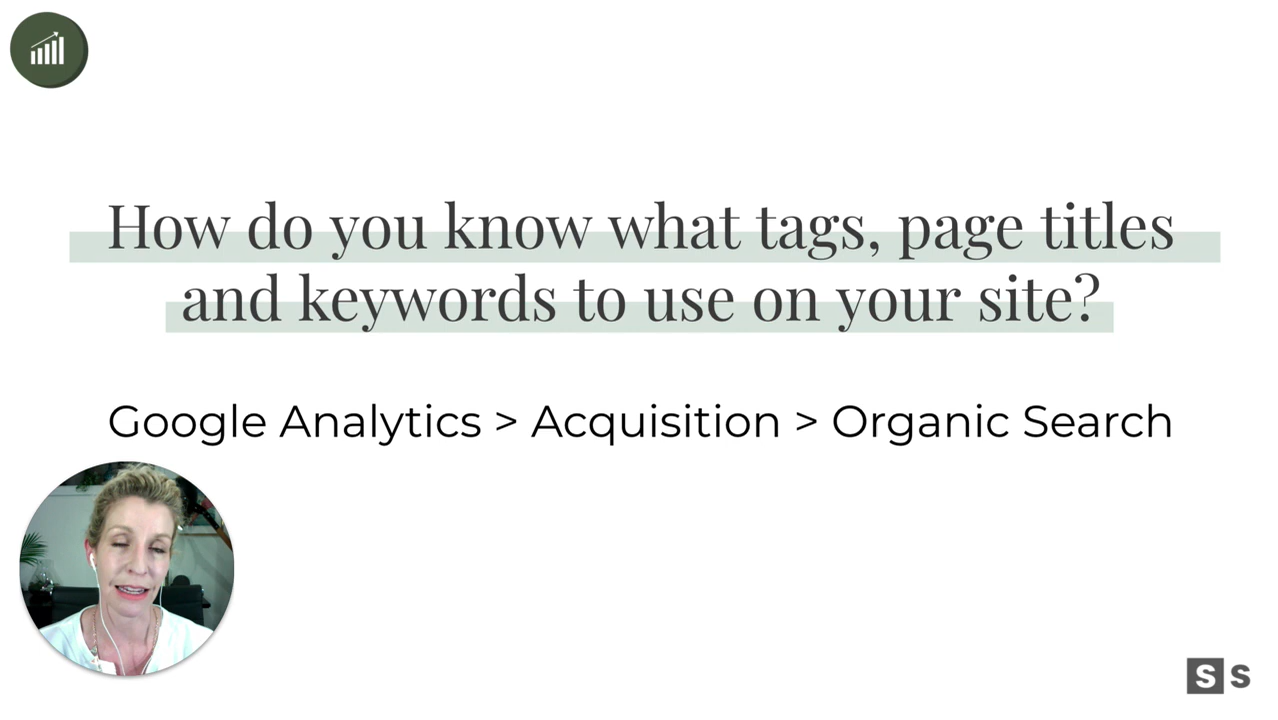 How do you know what tags, page titles
and keywords to use on your site?
Google Analytics > Acquisition > Organic Search
S S